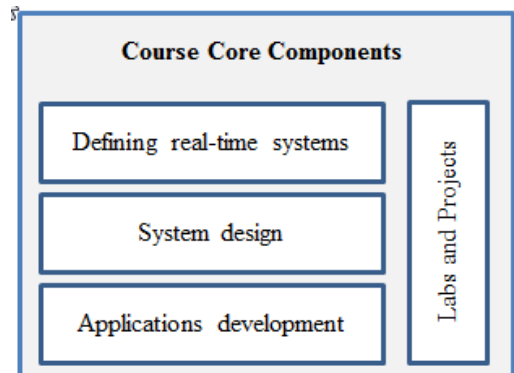 Course Core Components
Defining real-time systems
System design
Applications development
Labs and Projects